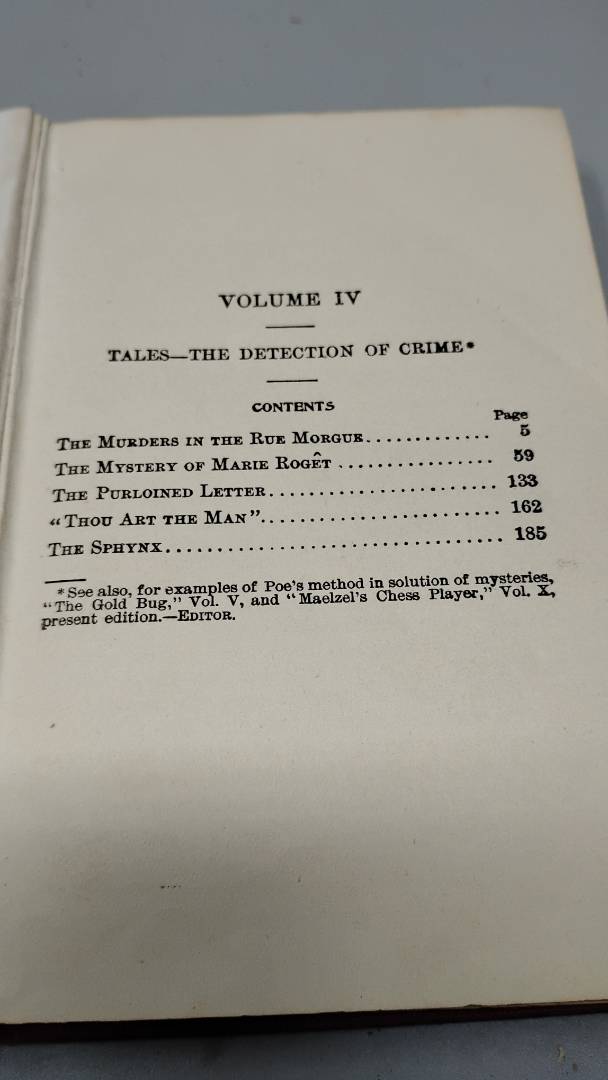 VOLUME IV
TALES—THE DETECTION OF CRIME*
CONTENTS
Page
THE MURDERS IN THE RUE MORGUE............. 5
THE MYSTERY OF MARIE ROGÊT ................ 59
THE PURLOINED LETTER........................ 133
"THOU ART THE MAN"......................... 162
THE SPHYNX.................................. 185
*See also, for examples of Poe's method in solution of mysteries,
"The Gold Bug," Vol. V, and "Maelzel's Chess Player," Vol. X,
present edition.—EDITOR.